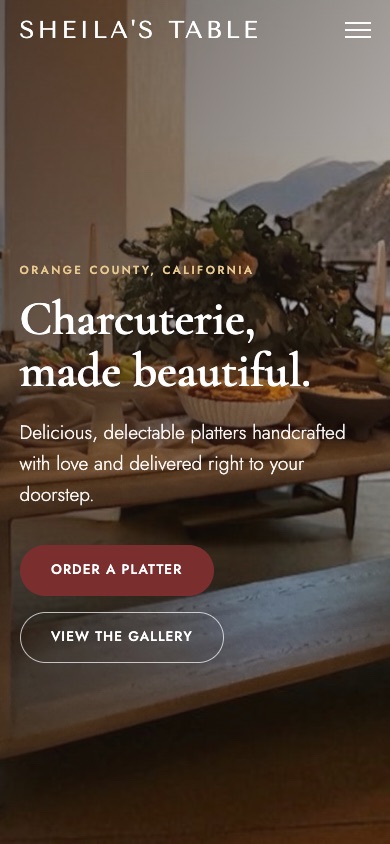 SHEILA'S TABLE
ORANGE COUNTY, CALIFORNIA
Charcuterie,
made beautiful.
Delicious, delectable platters handcrafted
with love and delivered right to your
doorstep.
ORDER A PLATTER
VIEW THE GALLERY